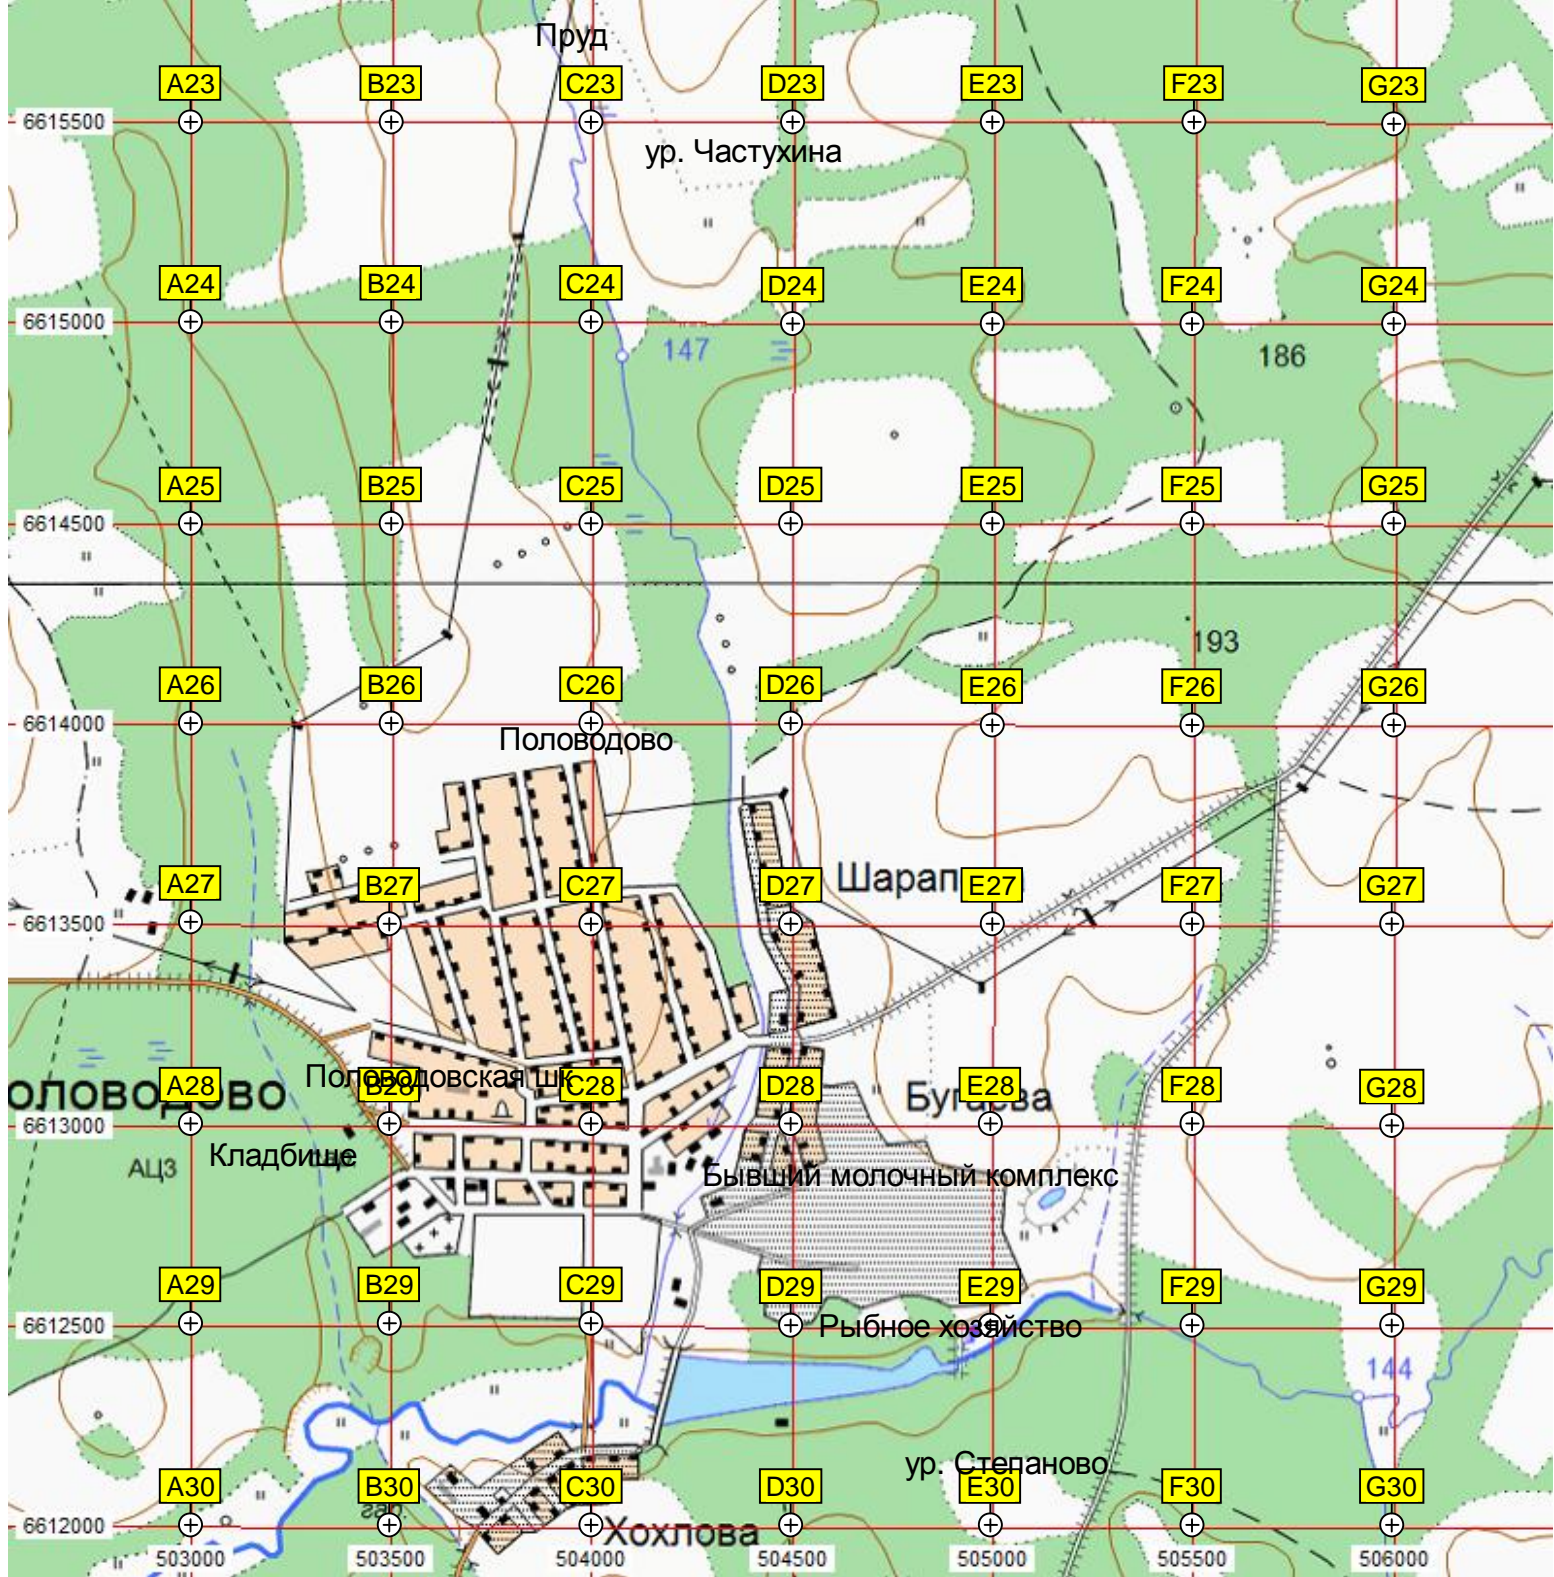 Пруд
A23 B23 C23 D23 E23 F23 G23
6615500
ур. Частухина
A24 B24 C24 D24 E24 F24 G24
6615000
147
186
A25 B25 C25 D25 E25 F25 G25
6614500
193
A26 B26 C26 D26 E26 F26 G26
6614000
Половодово
A27 B27 C27 D27 E27 F27 G27
6613500
Половодовская шк
A28 B28 C28 D28 E28 F28 G28
6613000
АЦЗ
Кладбище
Бывший молочный комплекс
A29 B29 C29 D29 E29 F29 G29
6612500
Рыбное хозяйство
144
ур. Степаново
A30 B30 C30 D30 E30 F30 G30
6612000
Хохлова
503000 503500 504000 504500 505000 505500 506000